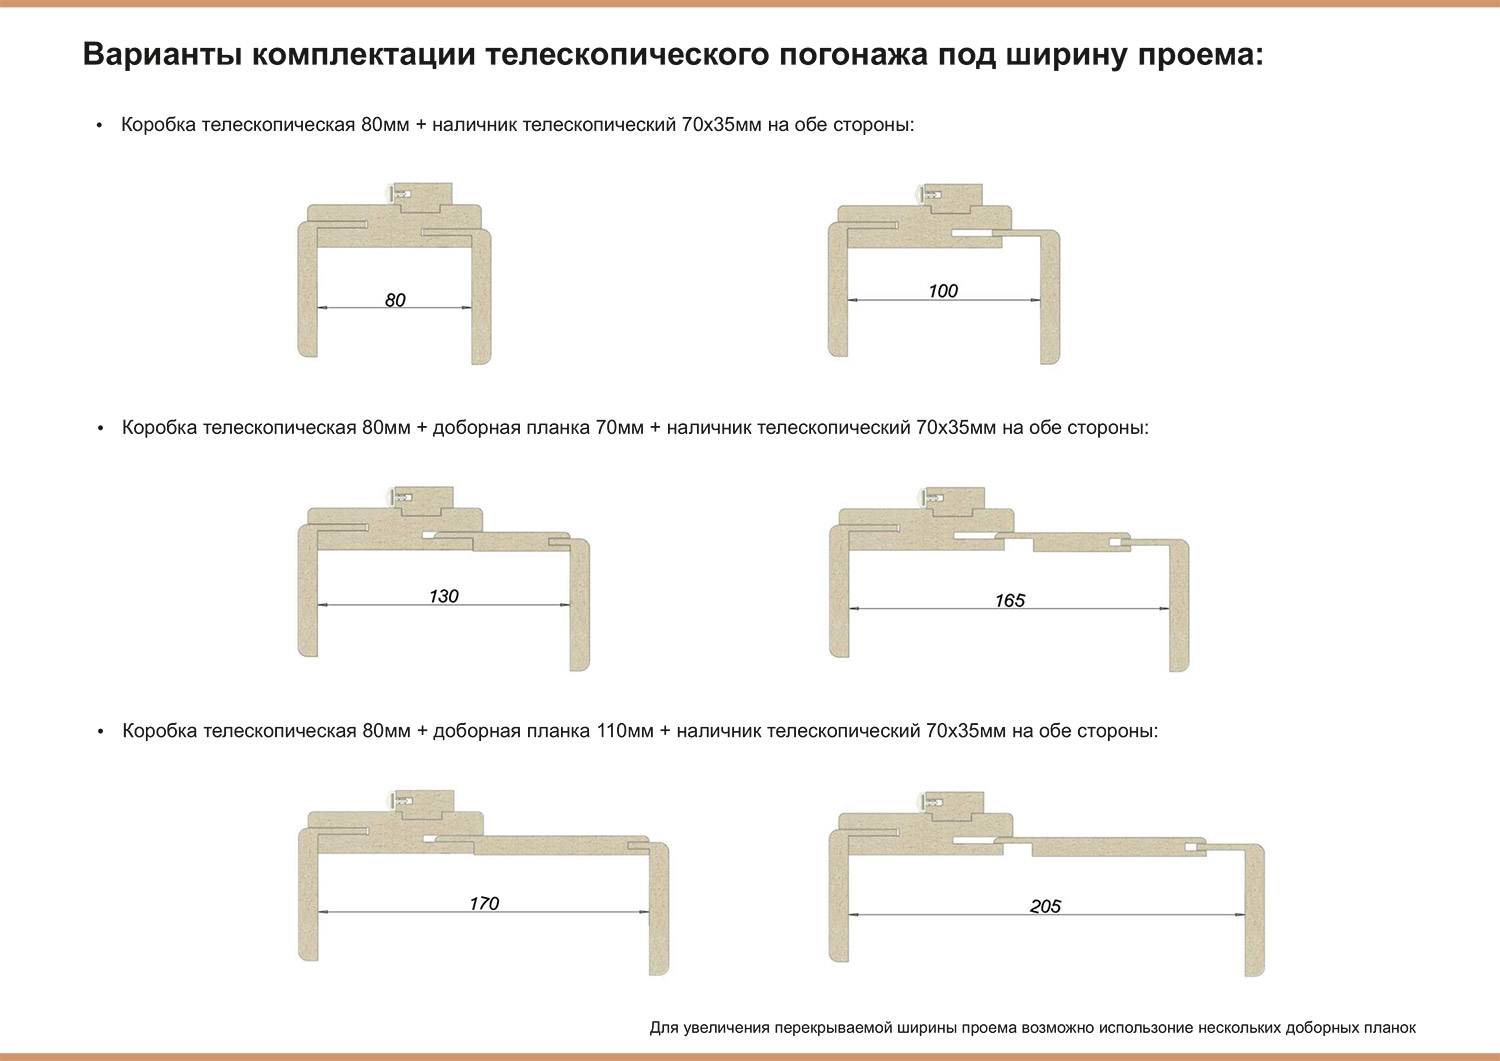 Варианты комплектации телескопического погонажа под ширину проема:
• Коробка телескопическая 80мм + наличник телескопический 70х35мм на обе стороны:
80
100
• Коробка телескопическая 80мм + доборная планка 70мм + наличник телескопический 70х35мм на обе стороны:
130
165
• Коробка телескопическая 80мм + доборная планка 110мм + наличник телескопический 70х35мм на обе стороны:
170
205
Для увеличения перекрываемой ширины проема возможно использоние нескольких доборных планок